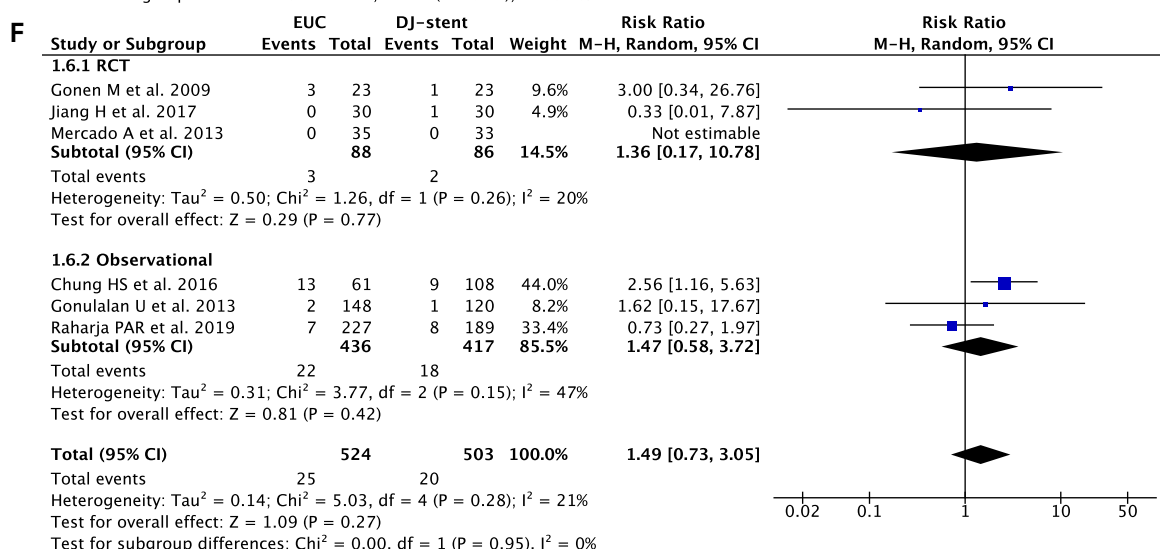 F
EUC DJ-stent Risk Ratio Risk Ratio
Study or Subgroup Events Total Events Total Weight M-H, Random, 95% CI M-H, Random, 95% CI
1.6.1 RCT
Gonen M et al. 2009 3 23 1 23 9.6% 3.00 [0.34, 26.76]
Jiang H et al. 2017 0 30 1 30 4.9% 0.33 [0.01, 7.87]
Mercado A et al. 2013 0 35 0 33 Not estimable
Subtotal (95% CI) 88 86 14.5% 1.36 [0.17, 10.78]
Total events 3 2
Heterogeneity: Tau² = 0.50; Chi² = 1.26, df = 1 (P = 0.26); I² = 20%
Test for overall effect: Z = 0.29 (P = 0.77)
1.6.2 Observational
Chung HS et al. 2016 13 61 9 108 44.0% 2.56 [1.16, 5.63]
Gonulalan U et al. 2013 2 148 1 120 8.2% 1.62 [0.15, 17.67]
Raharja PAR et al. 2019 7 227 8 189 33.4% 0.73 [0.27, 1.97]
Subtotal (95% CI) 436 417 85.5% 1.47 [0.58, 3.72]
Total events 22 18
Heterogeneity: Tau² = 0.31; Chi² = 3.77, df = 2 (P = 0.15); I² = 47%
Test for overall effect: Z = 0.81 (P = 0.42)
Total (95% CI) 524 503 100.0% 1.49 [0.73, 3.05]
Total events 25 20
Heterogeneity: Tau² = 0.14; Chi² = 5.03, df = 4 (P = 0.28); I² = 21%
Test for overall effect: Z = 1.09 (P = 0.27)
Test for subgroup differences: Chi² = 0.00, df = 1 (P = 0.95), I² = 0%
0.02 0.1 1 10 50